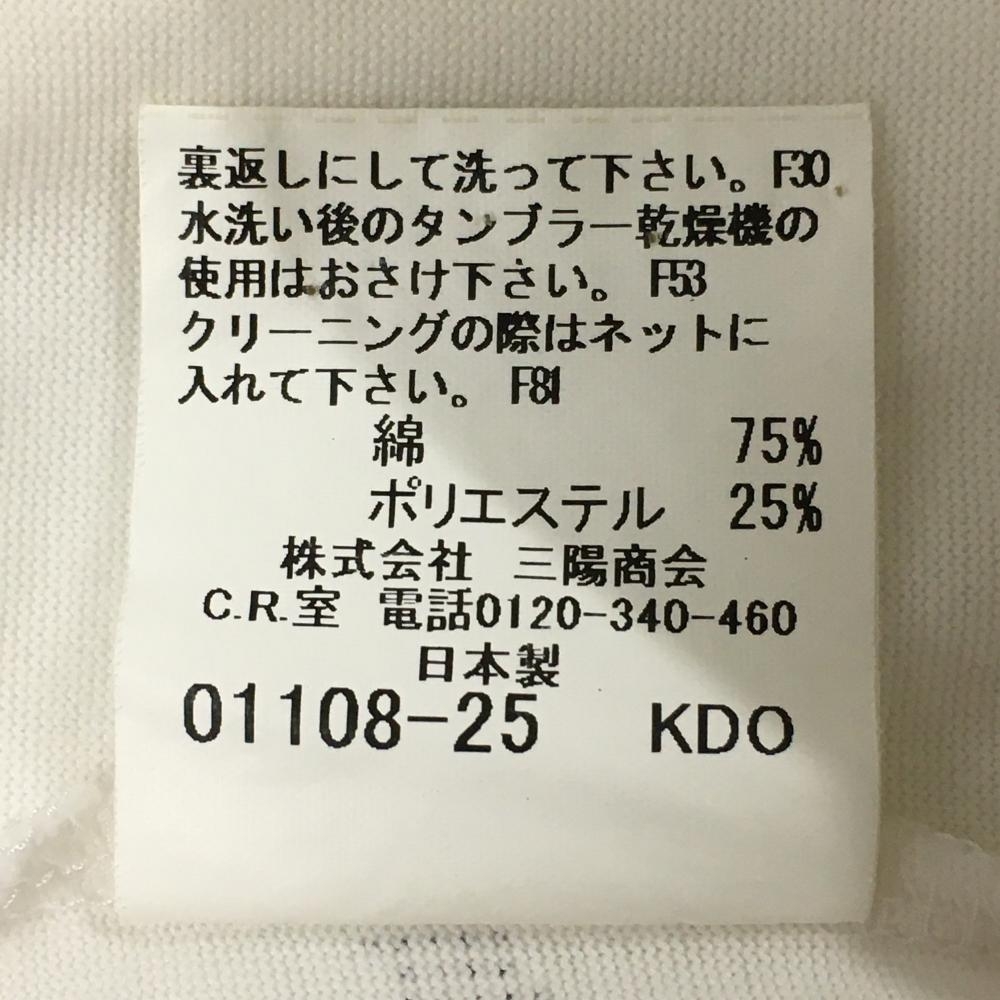 裏返しにして洗って下さい。F30
水洗い後のタンブラー乾燥機の
使用はおさけ下さい。 F53
クリーニングの際はネットに
入れて下さい。 F81
綿 75%
ポリエステル 25%
株式会社 三陽商会
C.R.室 電話0120-340-460
日本製
01108-25 KDO